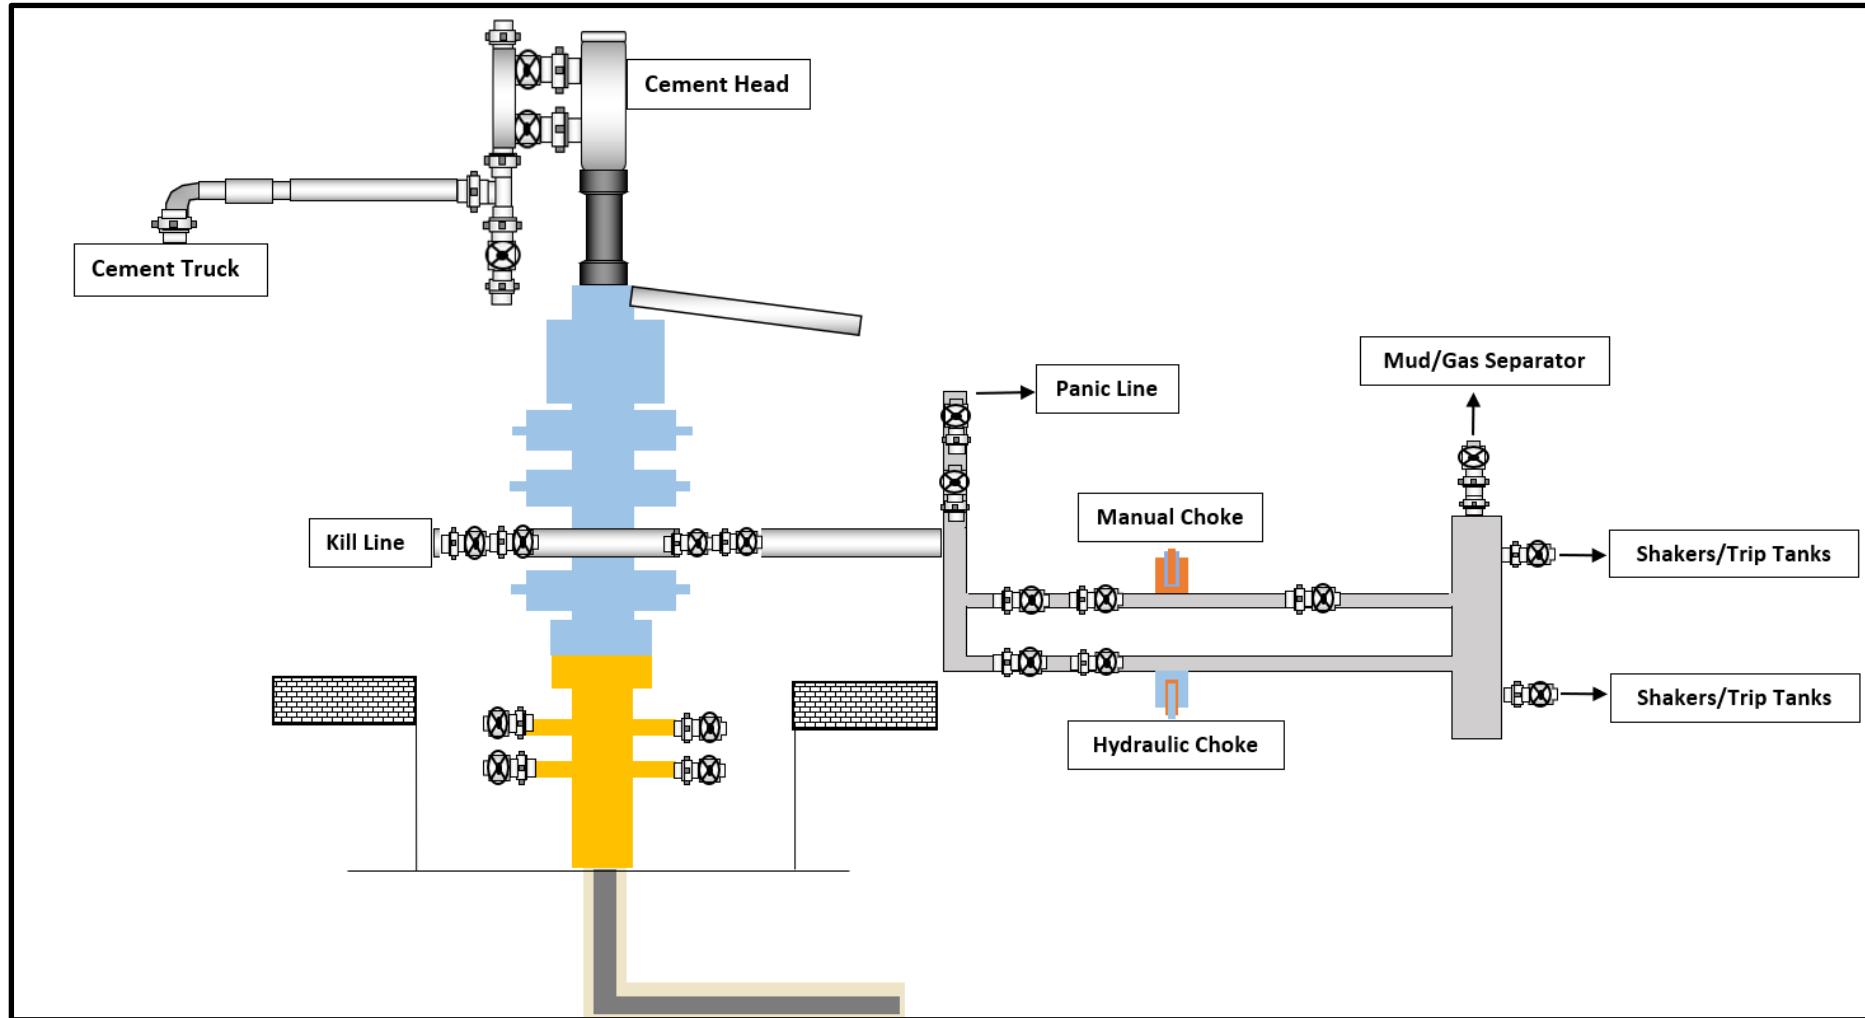 Cement Head
Cement Truck
Mud/Gas Separator
Panic Line
Manual Choke
Kill Line
Shakers/Trip Tanks
Shakers/Trip Tanks
Hydraulic Choke